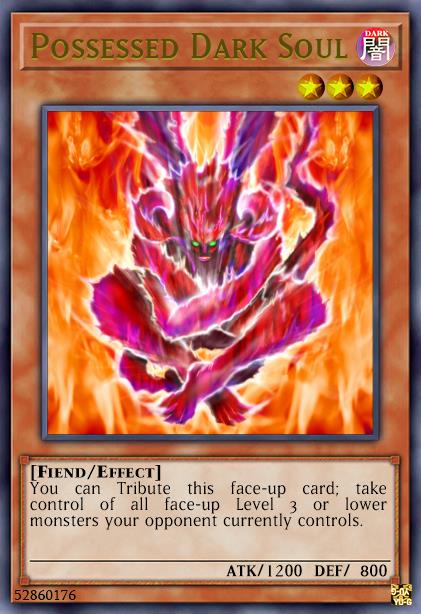 Possessed Dark Soul
DARK
闇
[Fiend/Effect]
You can Tribute this face-up card; take
control of all face-up Level 3 or lower
monsters your opponent currently controls.
ATK/1200 DEF/ 800
52860176